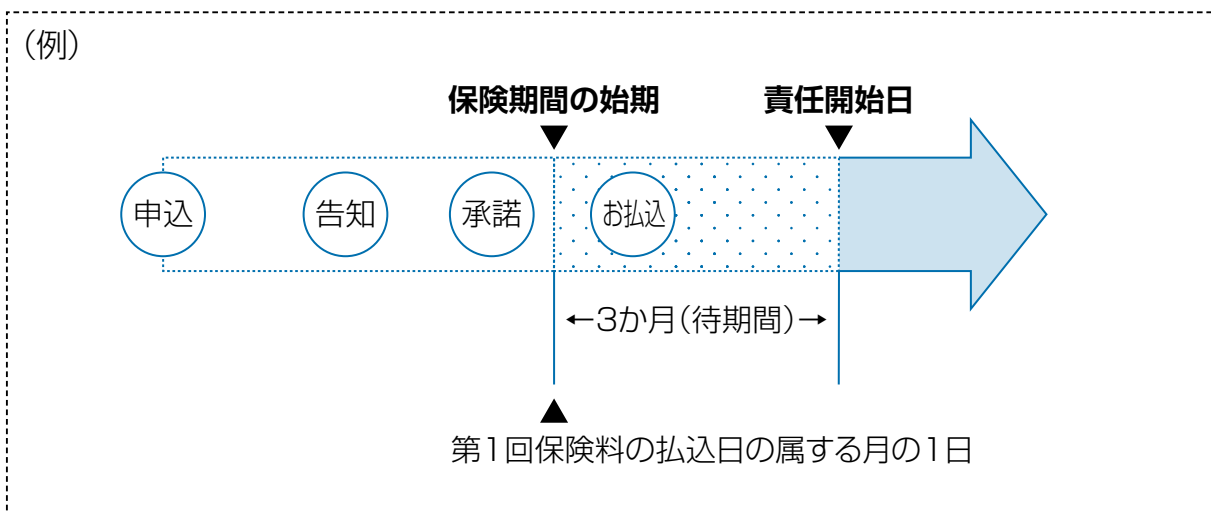 （例）
保険期間の始期
責任開始日
申込
告知
承諾
お払込
←3か月（待期間）→
第1回保険料の払込日の属する月の1日